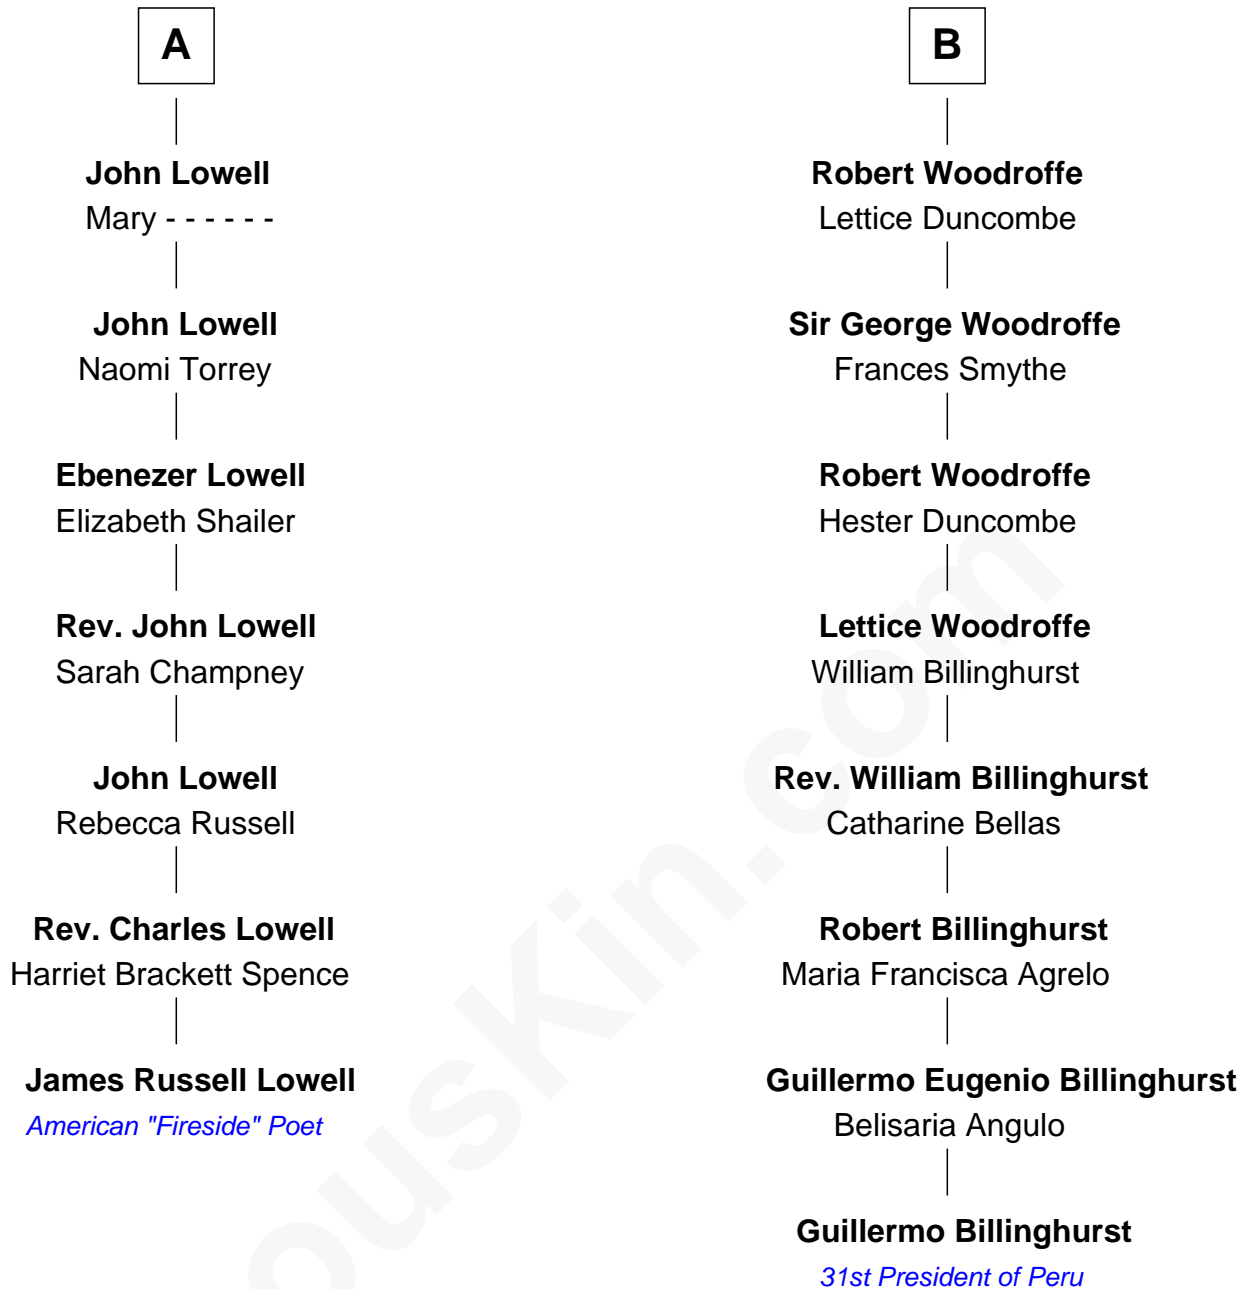 A
John Lowell
Mary - - - - - -
John Lowell
Naomi Torrey
Ebenezer Lowell
Elizabeth Shailer
Rev. John Lowell
Sarah Champney
John Lowell
Rebecca Russell
Rev. Charles Lowell
Harriet Brackett Spence
James Russell Lowell
American "Fireside" Poet
B
Robert Woodroffe
Lettice Duncombe
Sir George Woodroffe
Frances Smythe
Robert Woodroffe
Hester Duncombe
Lettice Woodroffe
William Billinghurst
Rev. William Billinghurst
Catharine Bellas
Robert Billinghurst
Maria Francisca Agrelo
Guillermo Eugenio Billinghurst
Belisaria Angulo
Guillermo Billinghurst
31st President of Peru
ousKin.com